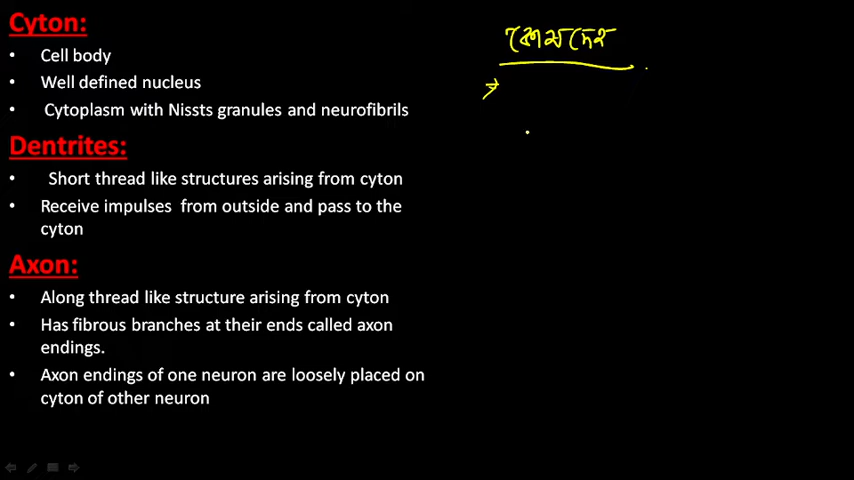 Cyton:
• Cell body
• Well defined nucleus
• Cytoplasm with Nissts granules and neurofibrils
Dentrites:
• Short thread like structures arising from cyton
• Receive impulses from outside and pass to the
cyton
Axon:
• Along thread like structure arising from cyton
• Has fibrous branches at their ends called axon
endings.
• Axon endings of one neuron are loosely placed on
cyton of other neuron
কোষদেহ